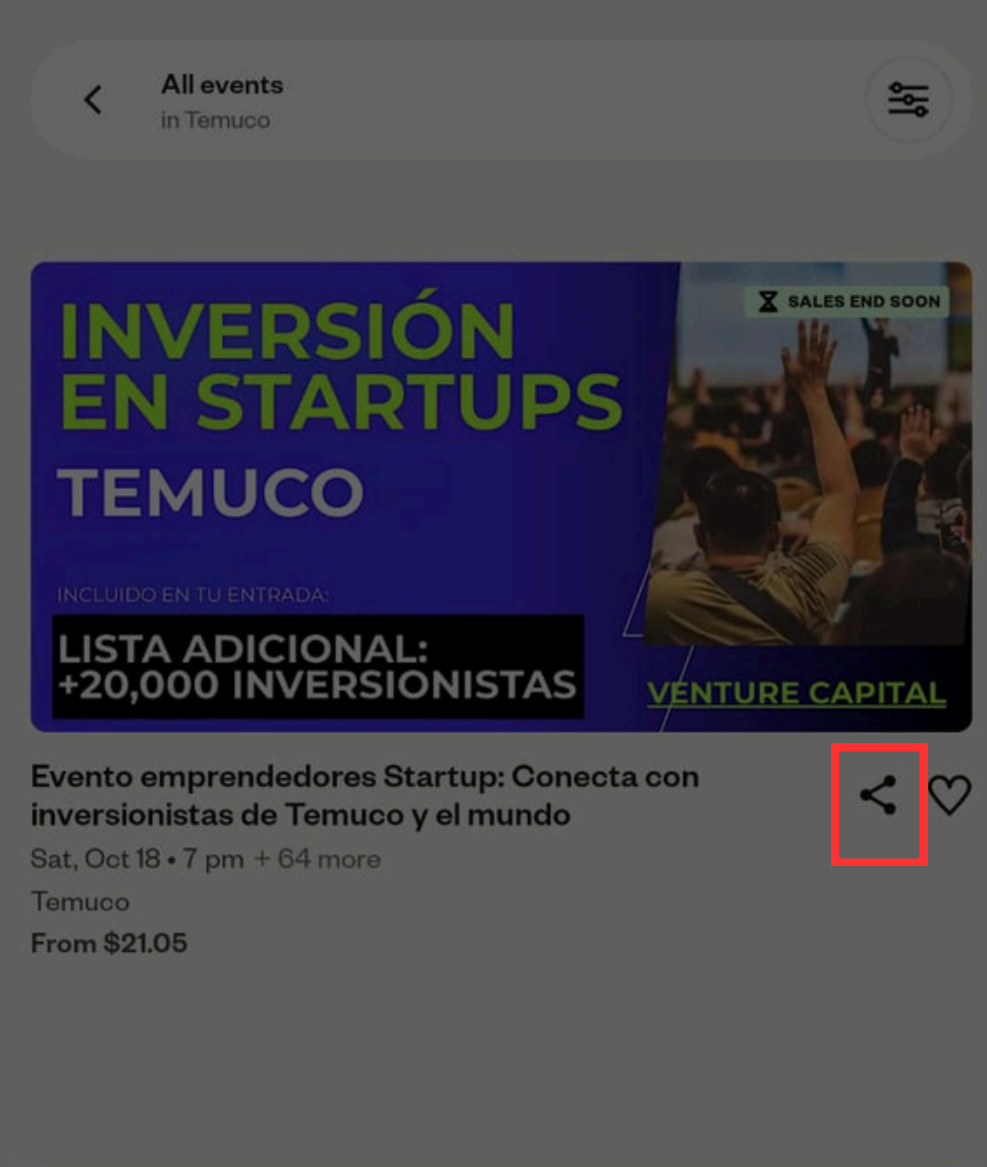 All events
in Temuco
SALES END SOON
INVERSIÓN
EN STARTUPS
TEMUCO
INCLUIDO EN TU ENTRADA:
LISTA ADICIONAL:
+20,000 INVERSIONISTAS
VENTURE CAPITAL
Evento emprendedores Startup: Conecta con
inversionistas de Temuco y el mundo
Sat, Oct 18 • 7 pm + 64 more
Temuco
From $21.05